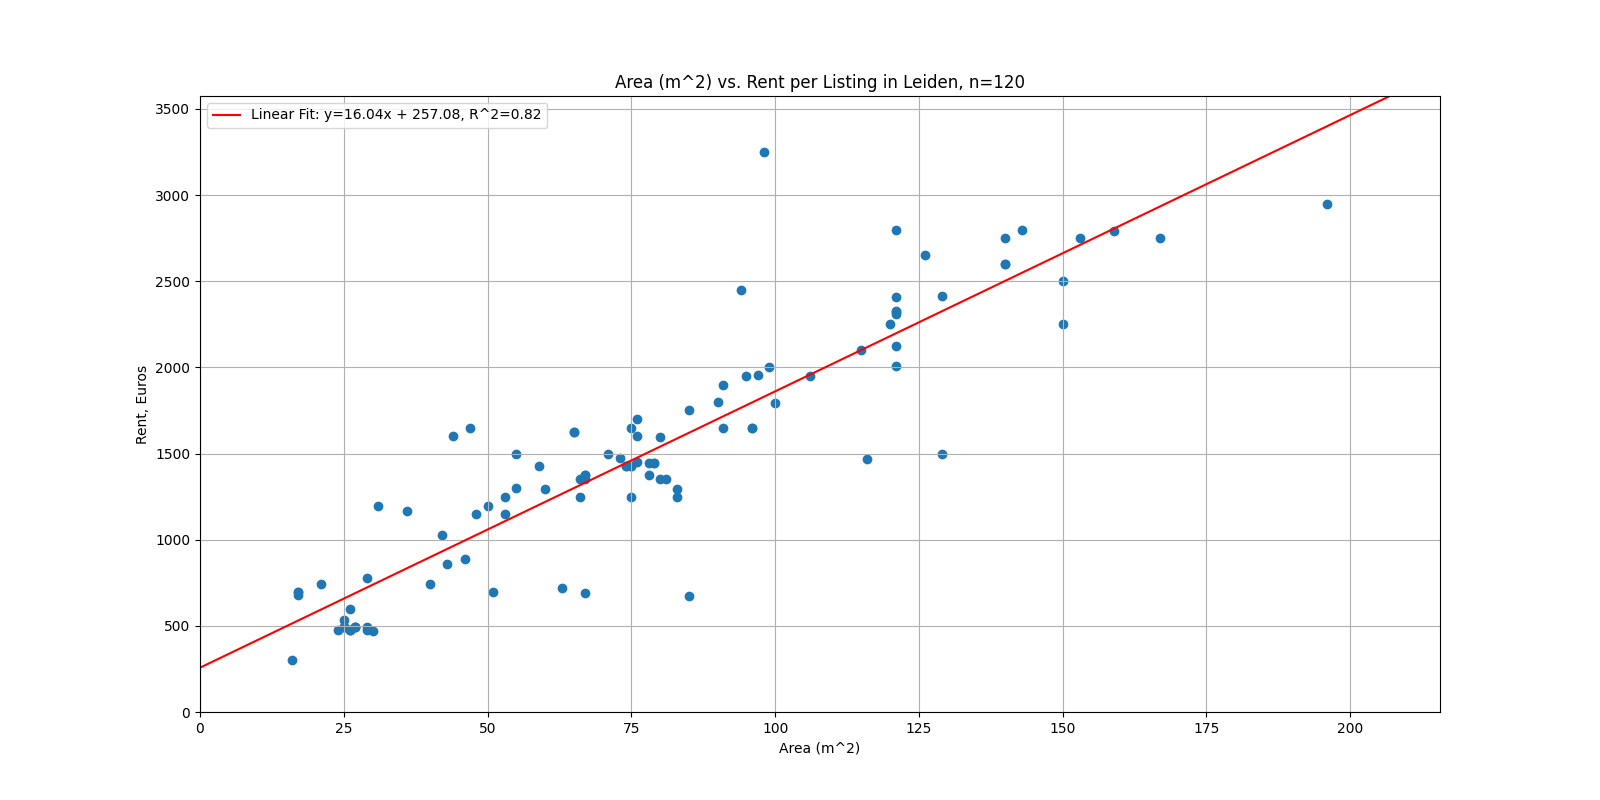 Area (m^2) vs. Rent per Listing in Leiden, n=120
Linear Fit: y=16.04x + 257.08, R^2=0.82
3500
3000
2500
2000
1500
1000
500
0
Rent, Euros
0 25 50 75 100 125 150 175 200
Area (m^2)